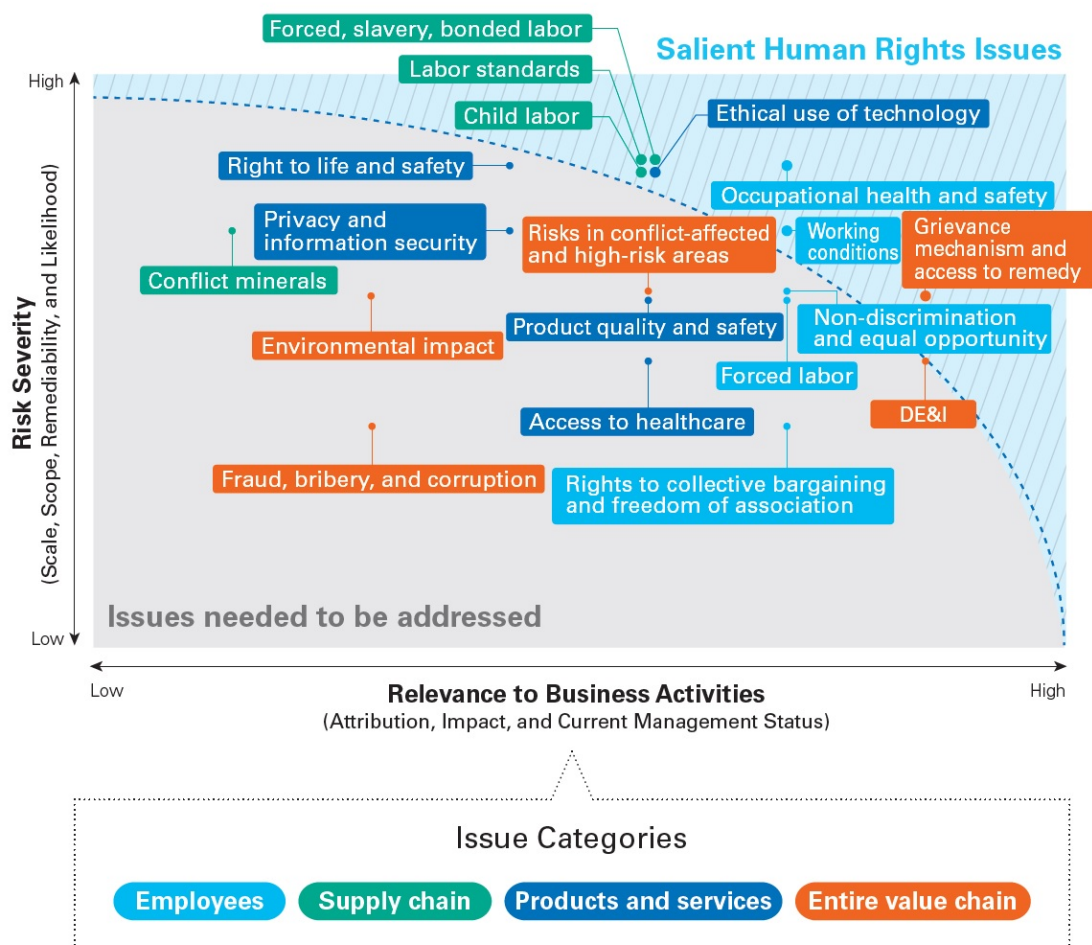 Forced, slavery, bonded labor
Salient Human Rights Issues
Labor standards
High
Child labor
Ethical use of technology
Right to life and safety
Occupational health and safety
Privacy and
information security
Risks in conflict-affected
and high-risk areas
Working
conditions
Grievance
mechanism and
access to remedy
Conflict minerals
Environmental impact
Product quality and safety
Non-discrimination
and equal opportunity
Forced labor
Access to healthcare
DE&I
Fraud, bribery, and corruption
Rights to collective bargaining
and freedom of association
Risk Severity
(Scale, Scope, Remediability, and Likelihood)
Issues needed to be addressed
Low
Low
High
Relevance to Business Activities
(Attribution, Impact, and Current Management Status)
Issue Categories
Employees
Supply chain
Products and services
Entire value chain